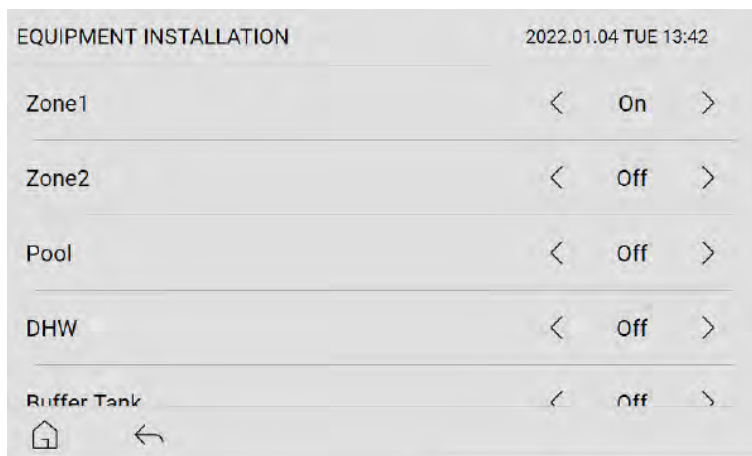 EQUIPMENT INSTALLATION 2022.01.04 TUE 13:42
Zone1 On
Zone2 Off
Pool Off
DHW Off
Buffer Tank Off